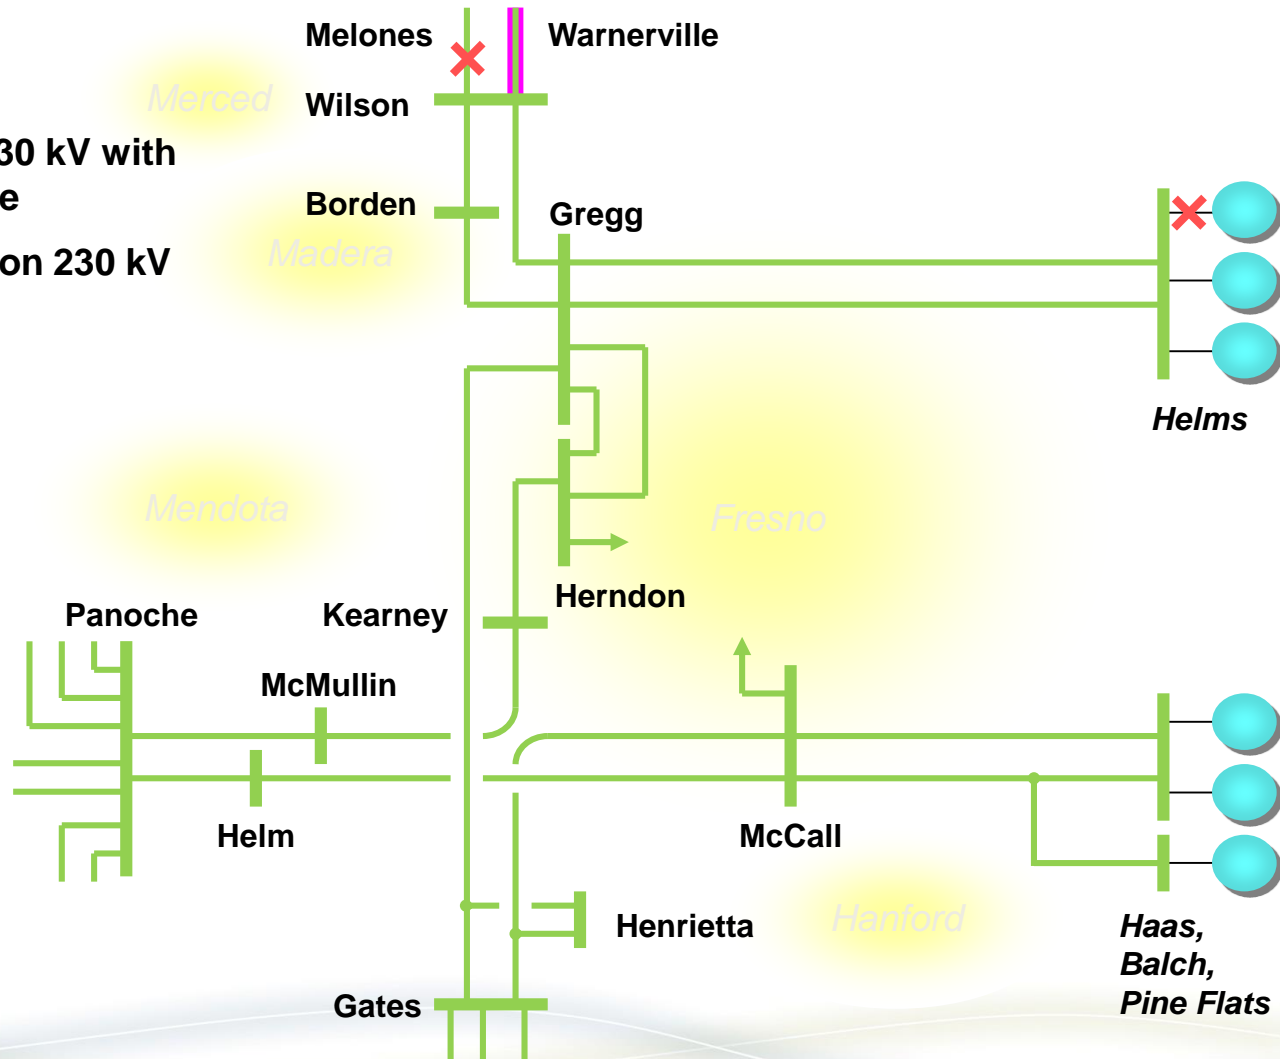 Melones
Warnerville
Merced
Wilson
30 kV with
e
Borden
Gregg
Madera
on 230 kV
Helms
Mendota
Fresno
Herndon
Panoche
Kearney
McMullin
Helm
McCall
Henrietta
Hanford
Haas,
Balch,
Pine Flats
Gates